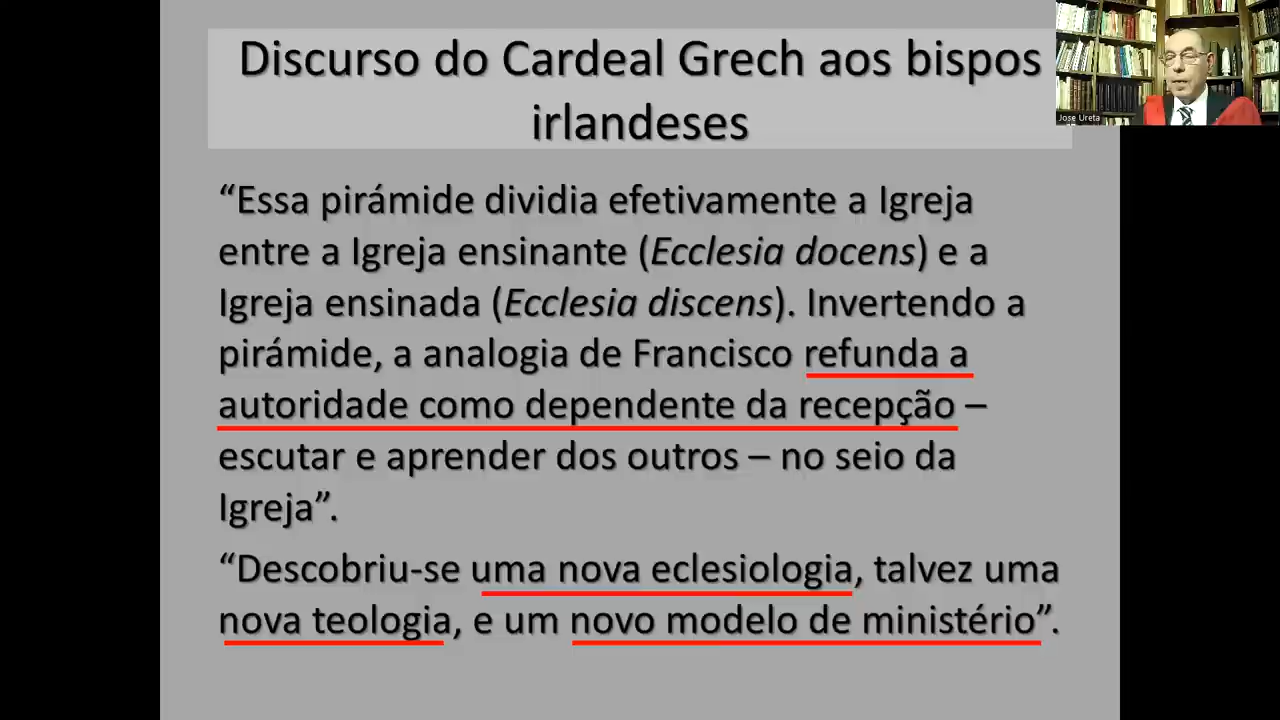 Discurso do Cardeal Grech aos bispos
irlandeses
Jose Ureta
“Essa pirámide dividia efetivamente a Igreja
entre a Igreja ensinante (Ecclesia docens) e a
Igreja ensinada (Ecclesia discens). Invertendo a
pirámide, a analogia de Francisco refunda a
autoridade como dependente da recepção –
escutar e aprender dos outros – no seio da
Igreja”.
“Descobriu-se uma nova eclesiologia, talvez uma
nova teologia, e um novo modelo de ministério”.